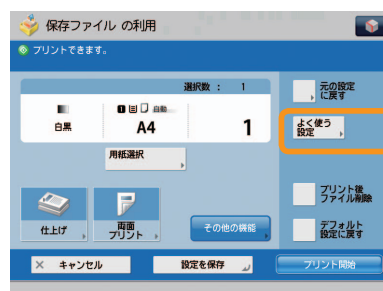 保存ファイル の利用
プリントできます。
選択数 : 1
元の設定
に戻す
自動
白黒
A4
1
よく使う
設定
用紙選択
プリント後
ファイル削除
仕上げ
両面
プリント
その他の機能
デフォルト
設定に戻す
× キャンセル
設定を保存
プリント開始